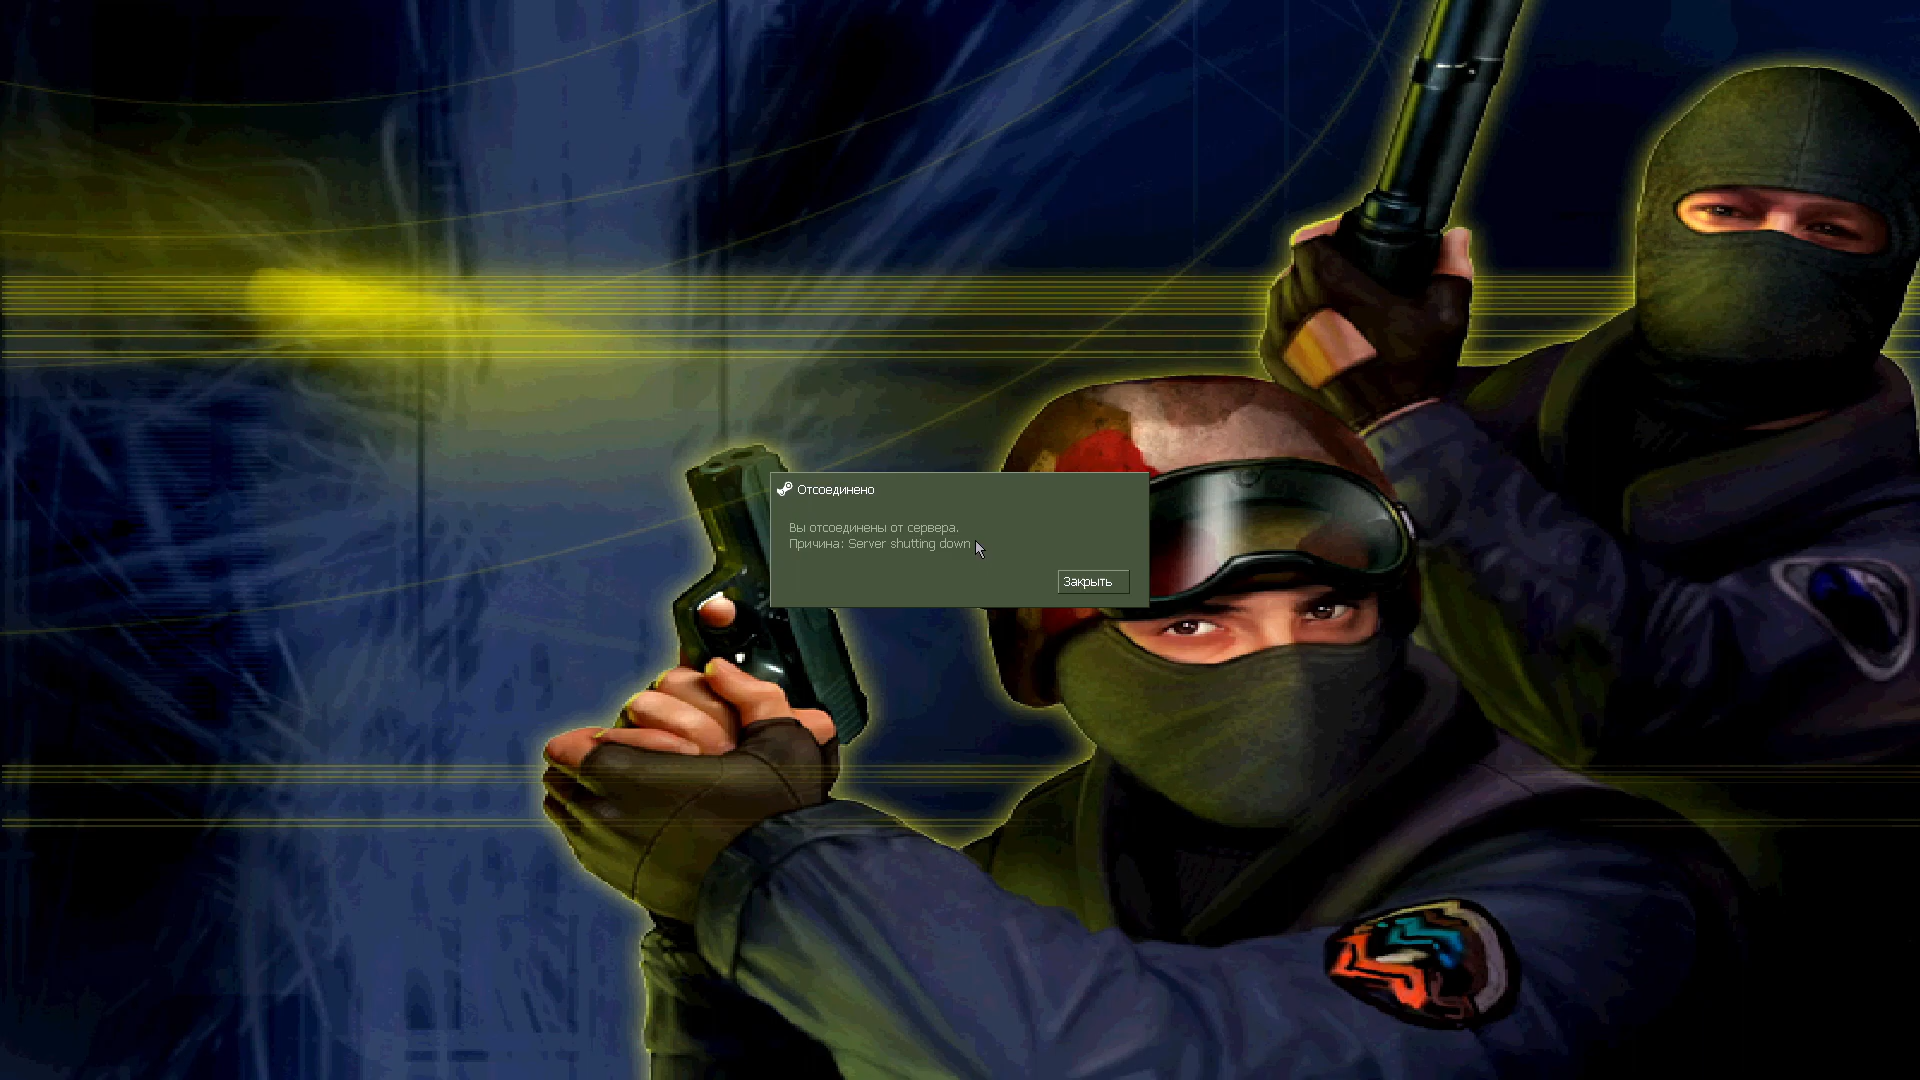 Отсоединено
Вы отсоединены от сервера.
Причина: Server shutting down
Закрыть